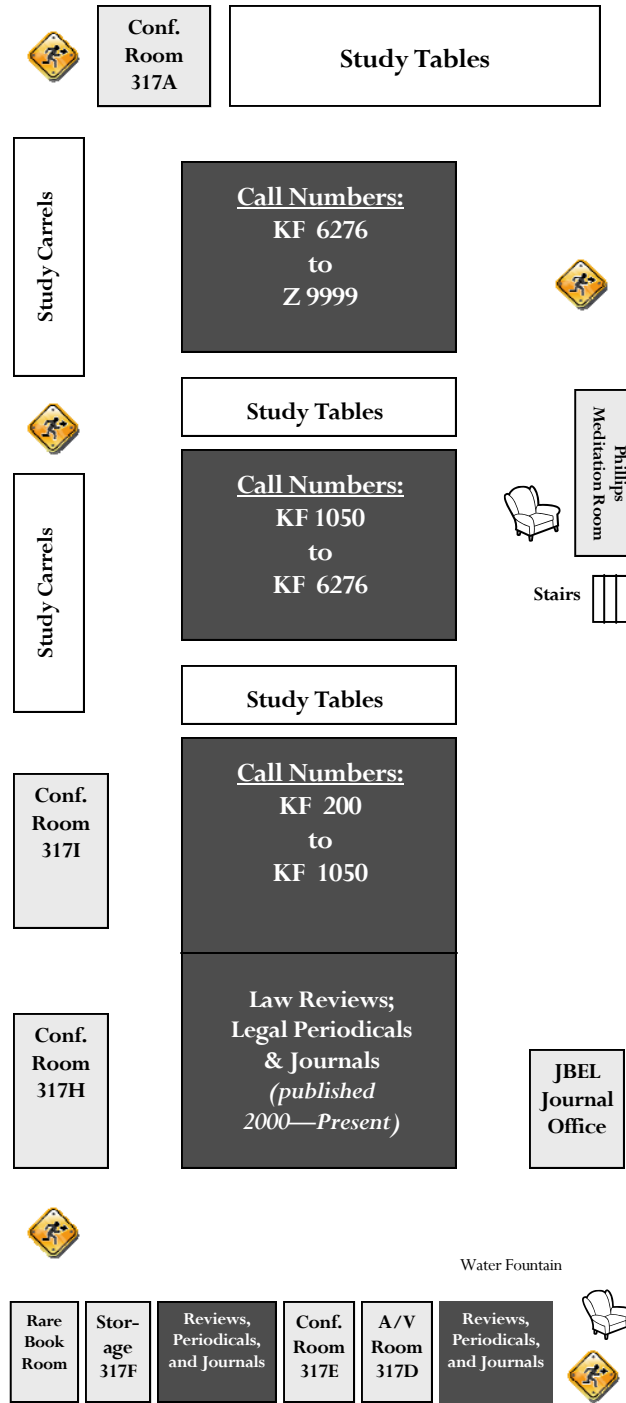 Conf.
Room
317A
Study Tables
Study Carrels
Call Numbers:
KF 6276
to
Z 9999
Study Tables
Phillips
Meditation Room
Call Numbers:
KF 1050
to
KF 6276
Stairs
Study Carrels
Study Tables
Call Numbers:
KF 200
to
KF 1050
Conf.
Room
317I
Law Reviews;
Legal Periodicals
& Journals
(published
2000—Present)
Conf.
Room
317H
JBEL
Journal
Office
Water Fountain
Rare
Book
Room
Stor-
age
317F
Reviews,
Periodicals,
and Journals
Conf.
Room
317E
A/V
Room
317D
Reviews,
Periodicals,
and Journals